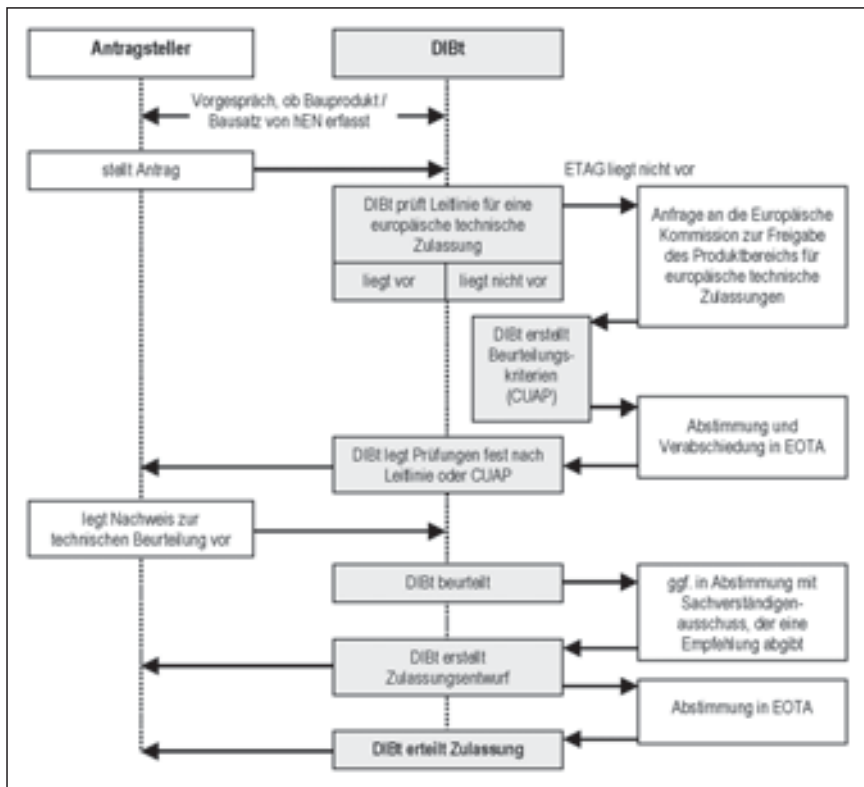 Antragsteller
DIBt
Vorgespräch, ob Bauprodukt /
Bausatz von hEN erfasst
stellt Antrag
ETAG liegt nicht vor
DIBt prüft Leitlinie für eine
europäische technische
Zulassung
liegt vor
liegt nicht vor
Anfrage an die Europäische
Kommission zur Freigabe
des Produktbereichs für
europäische technische
Zulassungen
DIBt erstellt
Beurteilungs-
kriterien
(CUAP)
Abstimmung und
Verabschiedung in EOTA
DIBt legt Prüfungen fest nach
Leitlinie oder CUAP
legt Nachweis zur
technischen Beurteilung vor
DIBt beurteilt
ggf. in Abstimmung mit
Sachverständigen-
ausschuss, der eine
Empfehlung abgibt
DIBt erstellt
Zulassungsentwurf
Abstimmung in EOTA
DIBt erteilt Zulassung